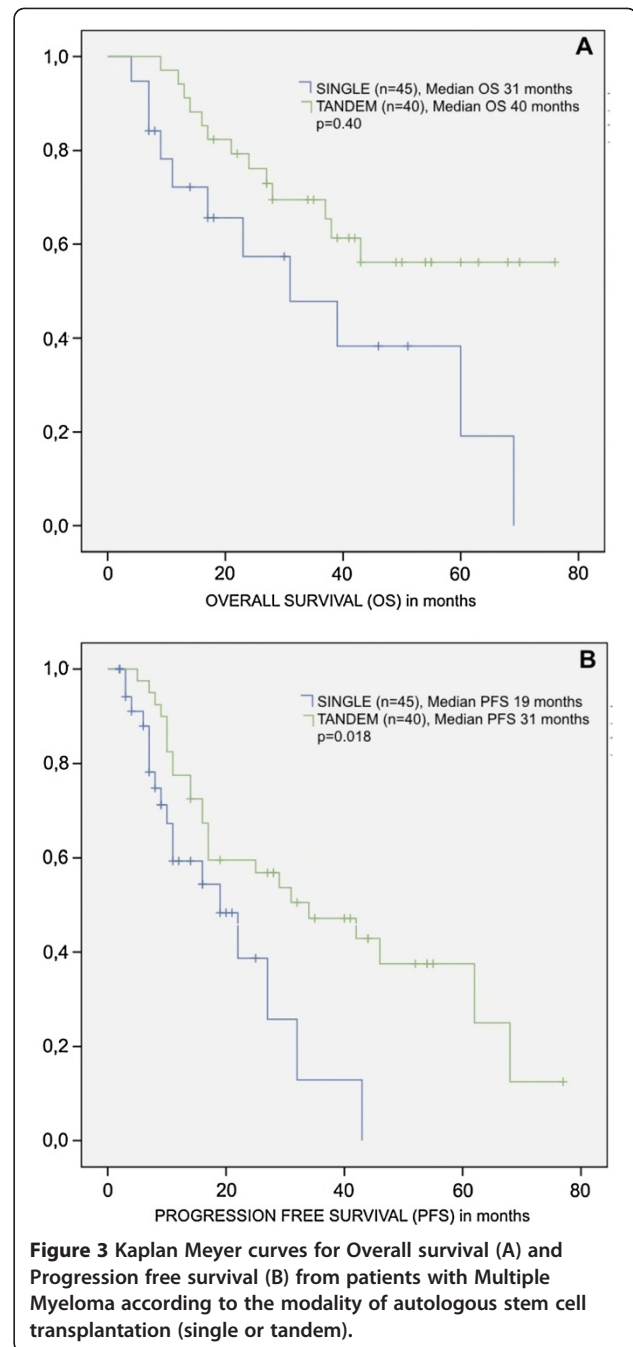 A
SINGLE (n=45), Median OS 31 months
TANDEM (n=40), Median OS 40 months
p=0.40
1,0
0,8
0,6
0,4
0,2
0,0
0 20 40 60 80
OVERALL SURVIVAL (OS) in months
B
SINGLE (n=45), Median PFS 19 months
TANDEM (n=40), Median PFS 31 months
p=0.018
1,0
0,8
0,6
0,4
0,2
0,0
0 20 40 60 80
PROGRESSION FREE SURVIVAL (PFS) in months
Figure 3 Kaplan Meyer curves for Overall survival (A) and
Progression free survival (B) from patients with Multiple
Myeloma according to the modality of autologous stem cell
transplantation (single or tandem).